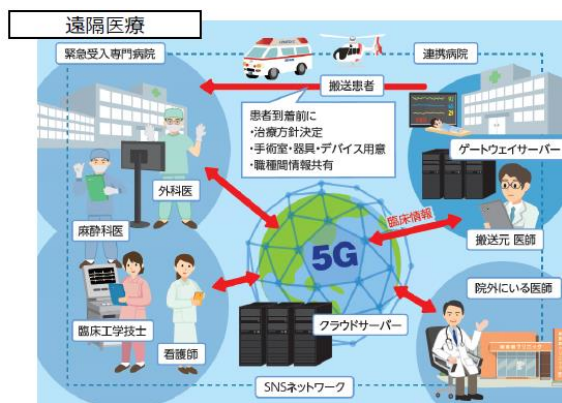 遠隔医療
緊急受入専門病院
連携病院
搬送患者
患者到着前に
・治療方針決定
・手術室・器具・デバイス用意
・職種間情報共有
ゲートウェイサーバー
外科医
麻酔科医
臨床情報
搬送元 医師
5G
院外にいる医師
クラウドサーバー
臨床工学技士
看護師
SNSネットワーク